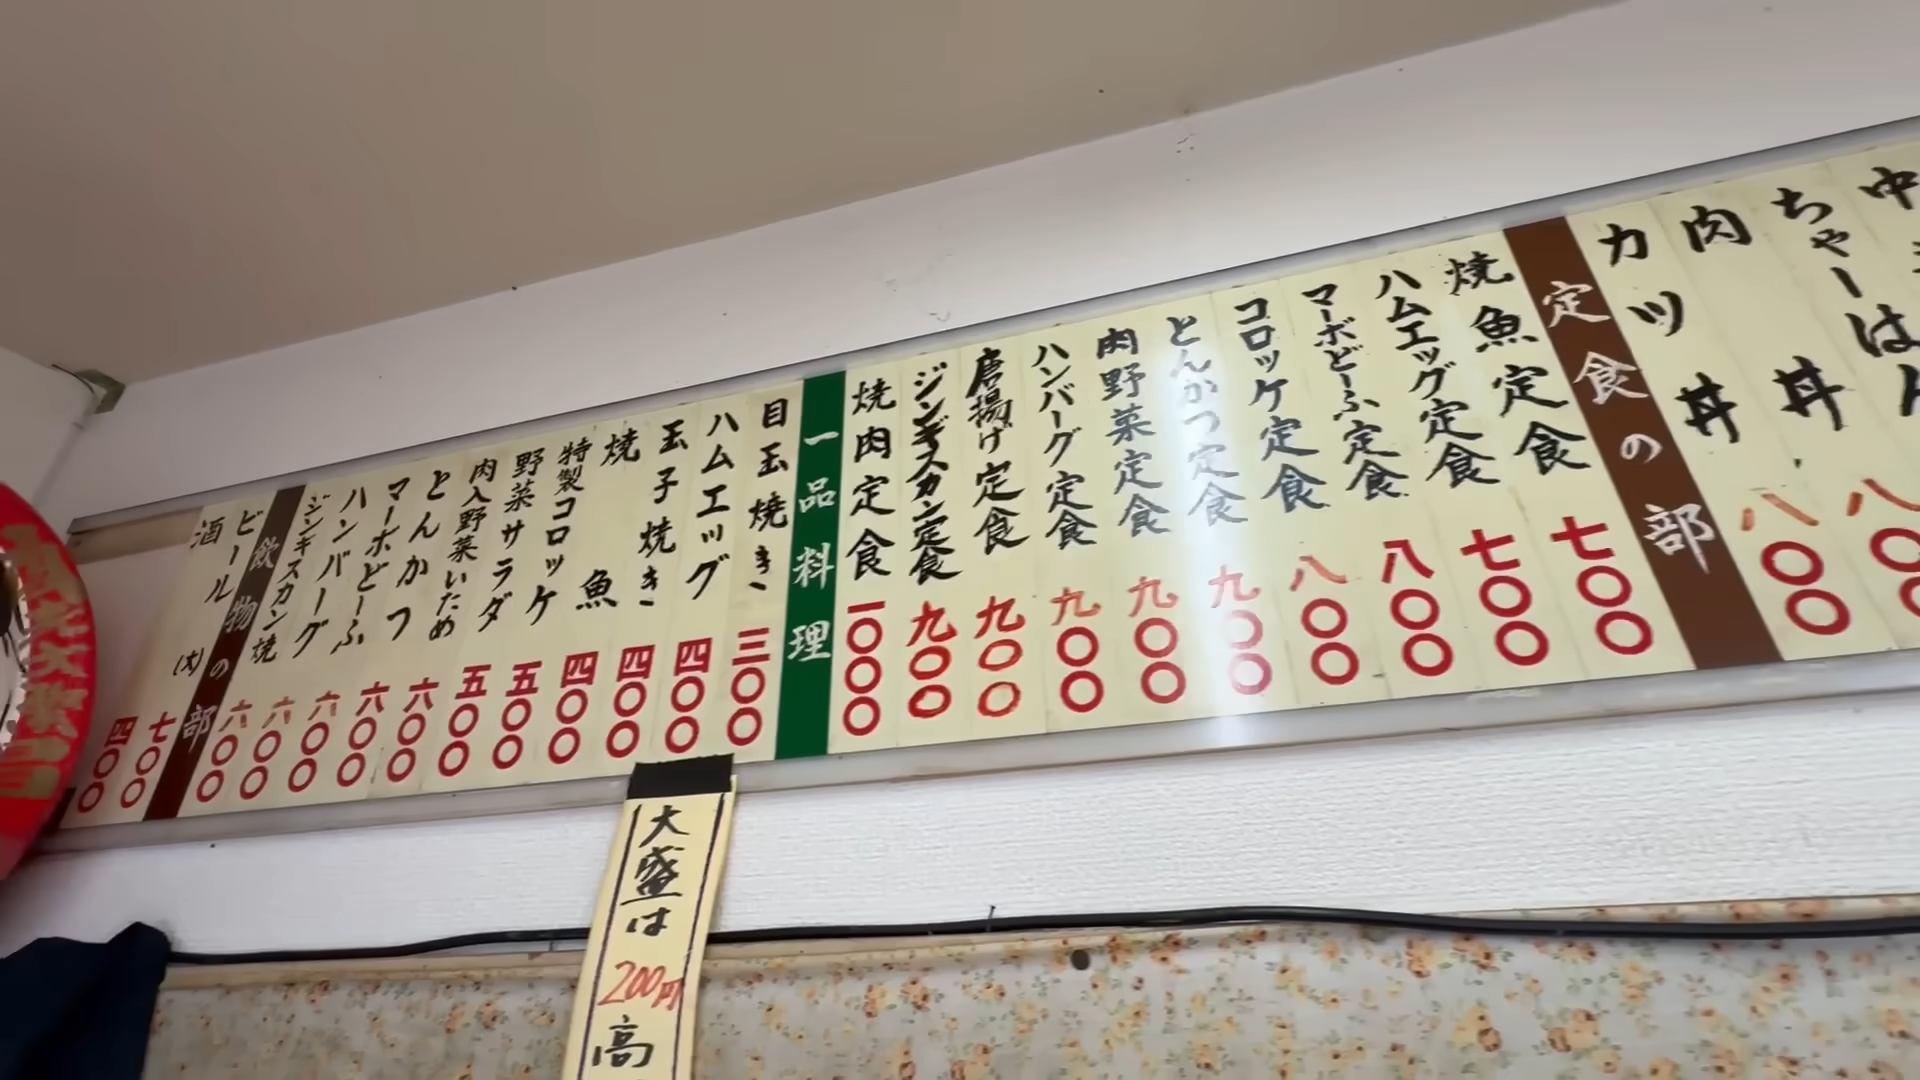 ちゃーはん
肉丼 八〇〇
カツ丼 八〇〇
定食の部
焼魚定食 七〇〇
ハムエッグ定食 七〇〇
マーボどーふ定食 八〇〇
コロッケ定食 八〇〇
とんかつ定食 九〇〇
肉野菜定食 九〇〇
ハンバーグ定食 九〇〇
唐揚げ定食 九〇〇
ジンギスカン定食 九〇〇
焼肉定食 一〇〇〇
一品料理
目玉焼き 三〇〇
ハムエッグ 四〇〇
玉子焼き 四〇〇
焼魚 四〇〇
特製コロッケ 五〇〇
野菜サラダ 五〇〇
肉入野菜いため 六〇〇
とんかつ 六〇〇
マーボどーふ 六〇〇
ハンバーグ 六〇〇
ジンギスカン焼 六〇〇
飲物の部
ビール(大) 七〇〇
酒 四〇〇
大盛は200円高